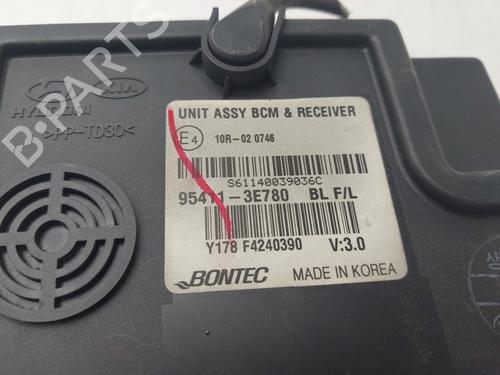 B-PARTS
KIA
HYUNDAI
>PP-TD30<
UNIT ASSY BCM & RECEIVER
E4 10R-02 0746
S61140039036C
95411-3E780 BL F/L
Y178 F4240390 V:3.0
BONTEC MADE IN KOREA